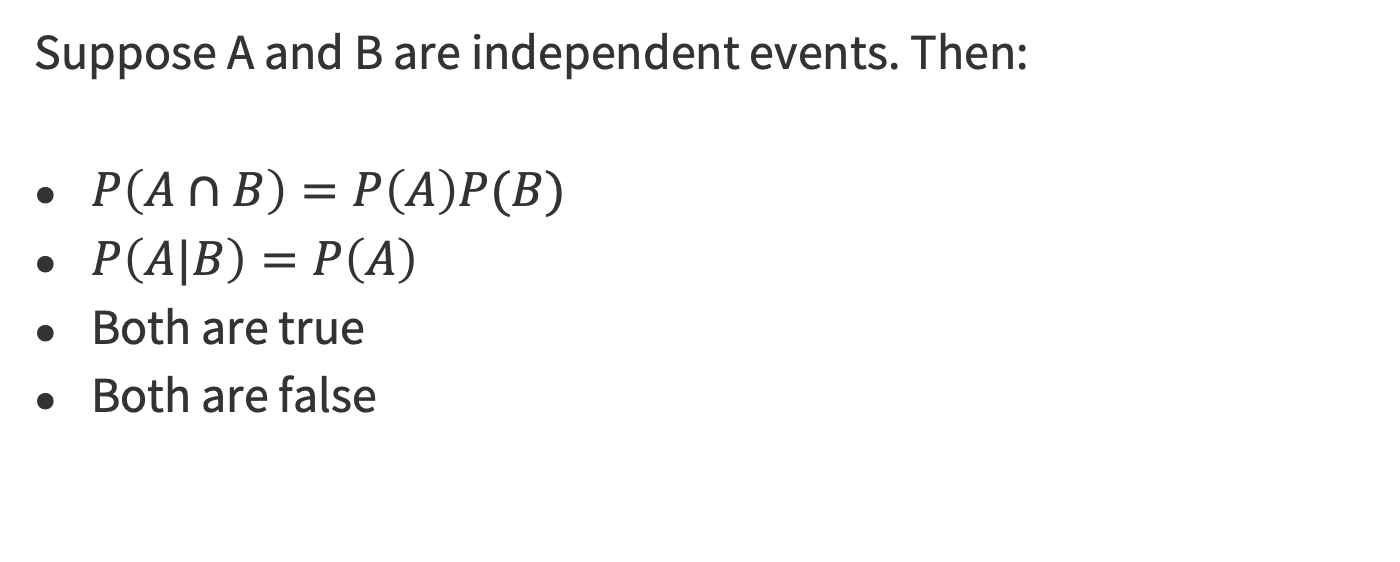 Suppose A and B are independent events. Then:
• P(A ∩ B) = P(A)P(B)
• P(A|B) = P(A)
• Both are true
• Both are false